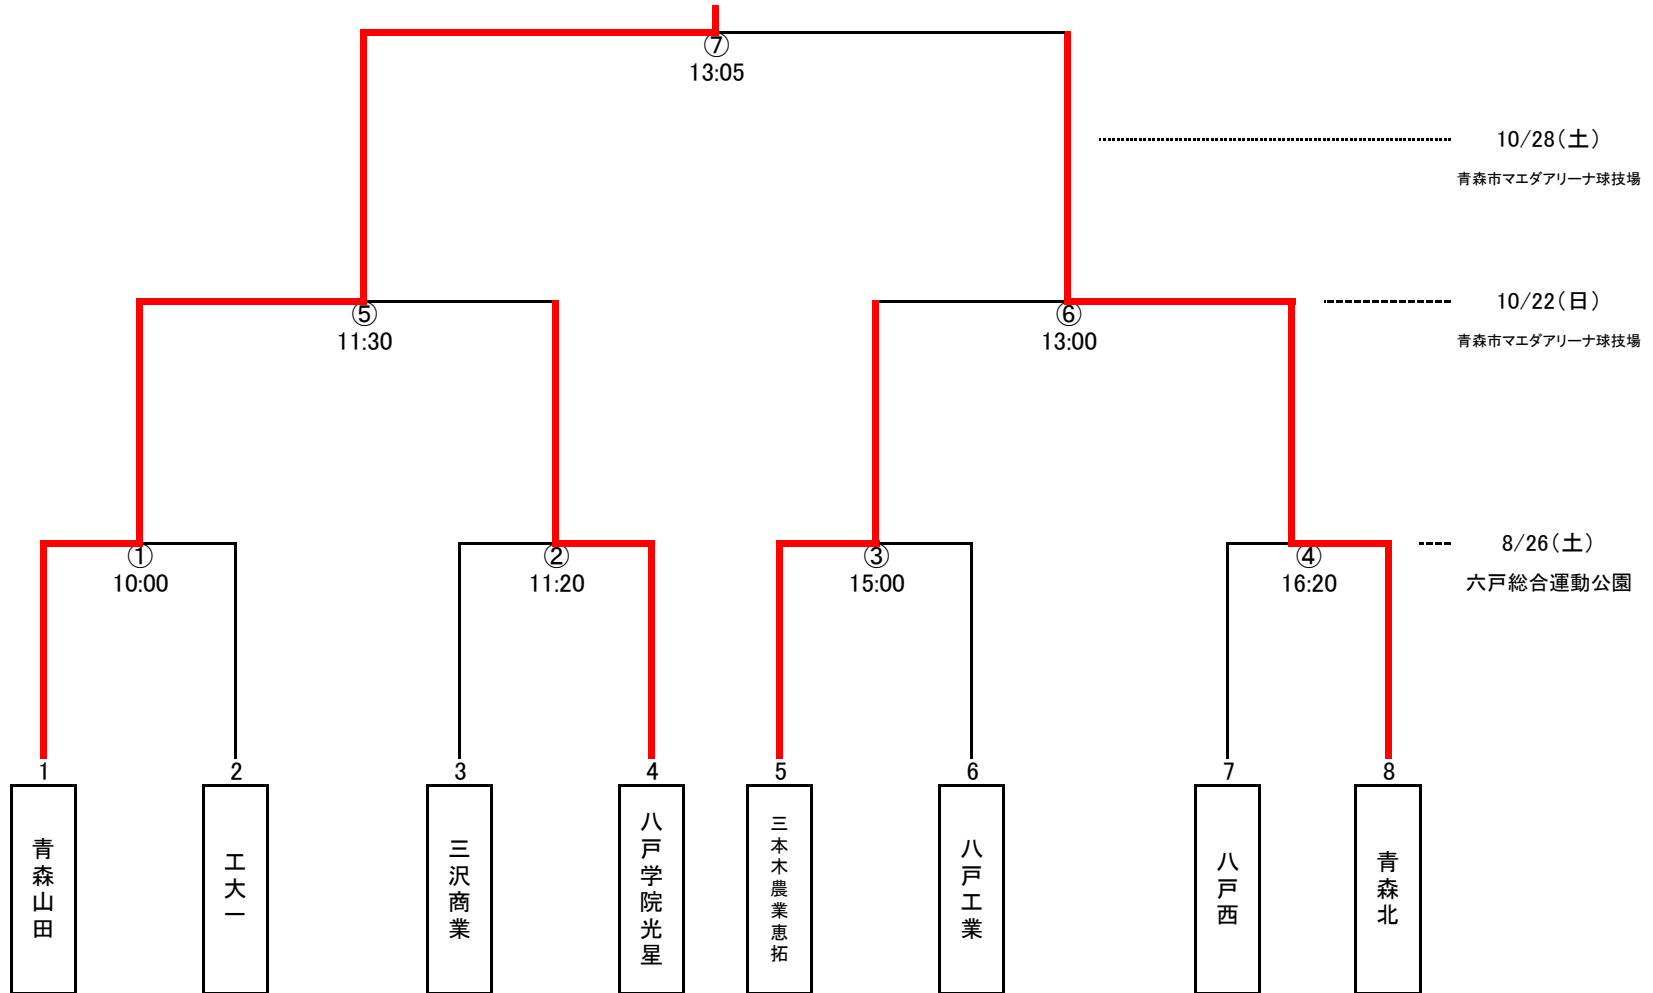 ⑦
13:05
10/28(土)
青森市マエダアリーナ球技場
⑤
11:30
⑥
13:00
10/22(日)
青森市マエダアリーナ球技場
①
10:00
②
11:20
③
15:00
④
16:20
8/26(土)
六戸総合運動公園
1
2
3
4
5
6
7
8
青森山田
工大一
三沢商業
八戸学院光星
三本木農業恵拓
八戸工業
八戸西
青森北